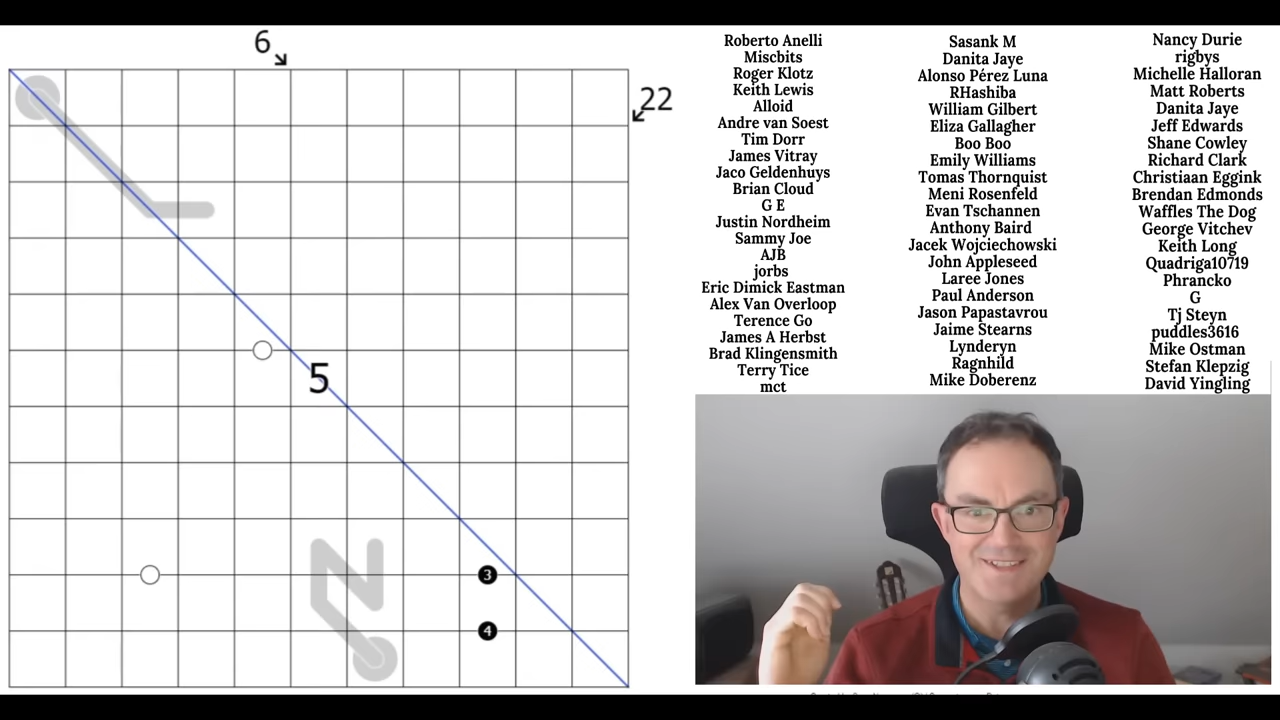 6
22
5
3
4
Roberto Anelli
Miscbits
Roger Klotz
Keith Lewis
Alloid
Andre van Soest
Tim Dorr
James Vitray
Jaco Geldenhuys
Brian Cloud
G E
Justin Nordheim
Sammy Joe
AJB
jorbs
Eric Dimick Eastman
Alex Van Overloop
Terence Go
James A Herbst
Brad Klingensmith
Terry Tice
mct
Sasank M
Danita Jaye
Alonso Pérez Luna
RHashiba
William Gilbert
Eliza Gallagher
Boo Boo
Emily Williams
Tomas Thornquist
Meni Rosenfeld
Evan Tschannen
Anthony Baird
Jacek Wojciechowski
John Appleseed
Laree Jones
Paul Anderson
Jason Papastavrou
Jaime Stearns
Lynderyn
Ragnhild
Mike Doberenz
Nancy Durie
rigbys
Michelle Halloran
Matt Roberts
Danita Jaye
Jeff Edwards
Shane Cowley
Richard Clark
Christiaan Eggink
Brendan Edmonds
Waffles The Dog
George Vitchev
Keith Long
Quadriga10719
Phrancko
G
Tj Steyn
puddles3616
Mike Ostman
Stefan Klepzig
David Yingling